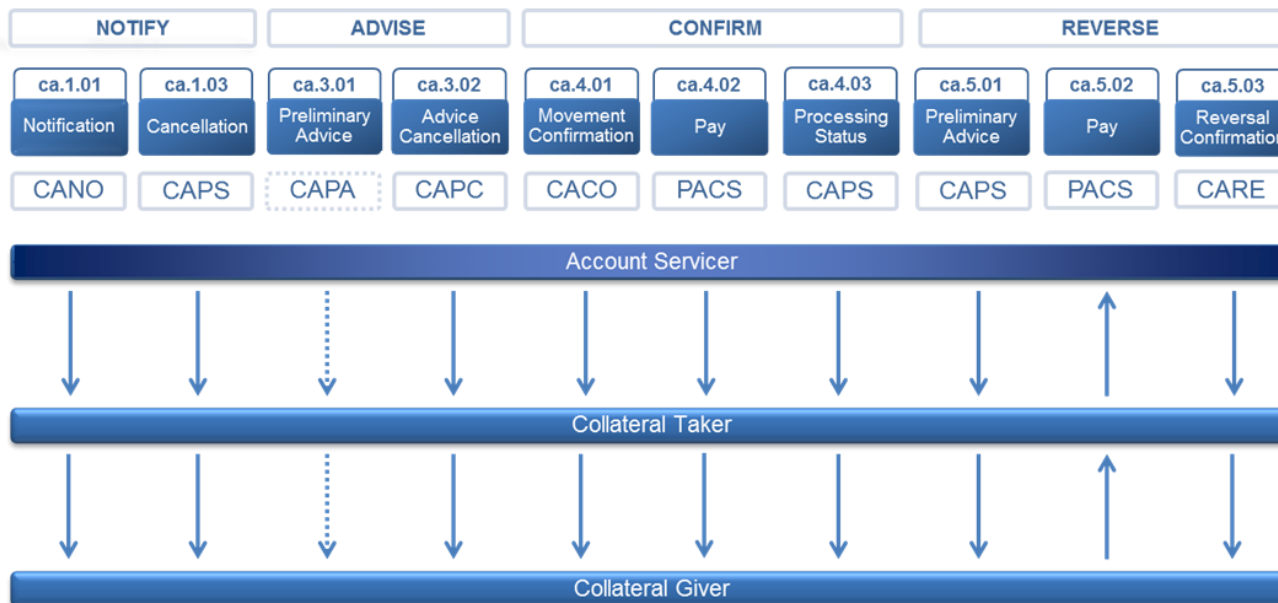 NOTIFY ADVISE CONFIRM REVERSE
ca.1.01 ca.1.03 ca.3.01 ca.3.02 ca.4.01 ca.4.02 ca.4.03 ca.5.01 ca.5.02 ca.5.03
Notification
Cancellation
Preliminary
Advice
Advice
Cancellation
Movement
Confirmation
Pay
Processing
Status
Preliminary
Advice
Pay
Reversal
Confirmation
CANO CAPS CAPA CAPC CACO PACS CAPS CAPS PACS CARE
Account Servicer
Collateral Taker
Collateral Giver